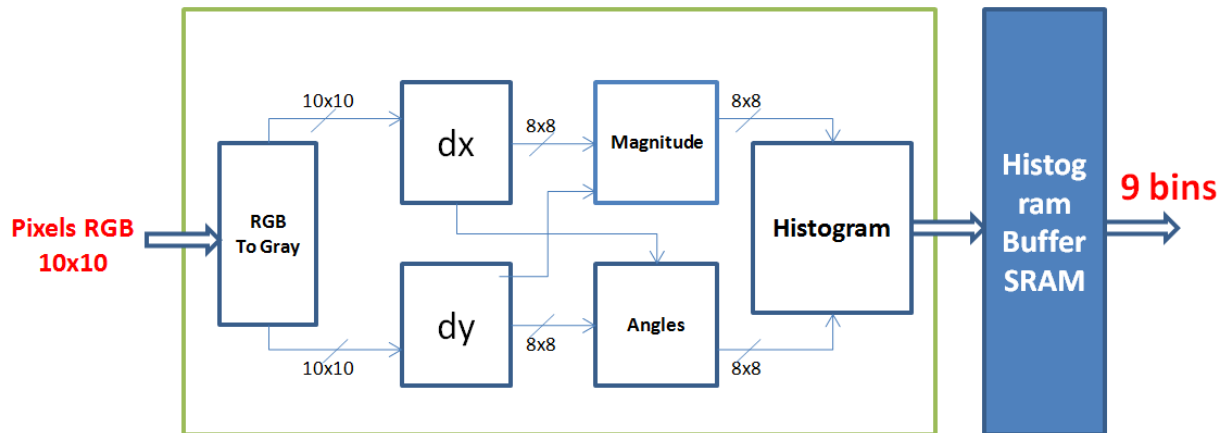 Pixels RGB
10x10
RGB
To Gray
10x10
10x10
dx
dy
8x8
8x8
Magnitude
Angles
8x8
8x8
Histogram
Histog
ram
Buffer
SRAM
9 bins